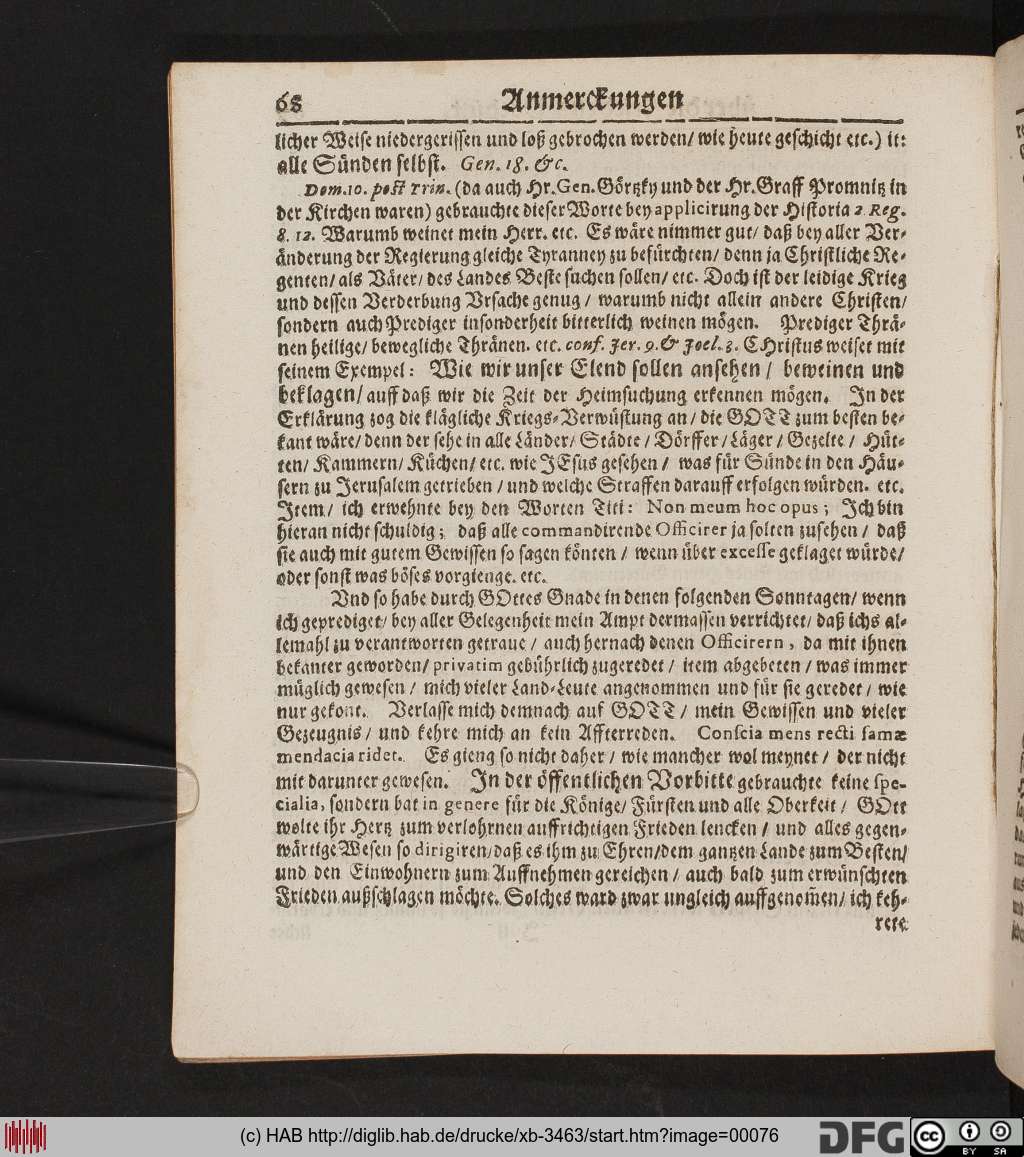 68 Anmerckungen
licher Weise niedergerissen und loß gebrochen werden/ wie heute geschicht etc.) it:
alle Sünden selbst. Gen. 18. &c.
Dom. 10. post Trin. (da auch Hr. Gen. Görtzky und der Hr. Graff Promnitz in
der Kirchen waren) gebrauchte dieser Worte bey applicirung der Historia 2 Reg.
8. 12. Warumb weinet mein Herr. etc. Es wäre nimmer gut/ daß bey aller Ver-
änderung der Regierung gleiche Tyranney zu befürchten/ denn ja Christliche Re-
genten/ als Väter/ des Landes Beste suchen sollen/ etc. Doch ist der leidige Krieg
und dessen Verderbung Vrsache genug / warumb nicht allein andere Christen/
sondern auch Prediger insonderheit bitterlich weinen mögen. Prediger Thrä-
nen heilige/ bewegliche Thränen. etc. conf. Jer. 9. & Joel. 3. CHristus weiset mit
seinem Exempel: Wie wir unser Elend sollen ansehen / beweinen und
beklagen/ auff daß wir die Zeit der Heimsuchung erkennen mögen. In der
Erklärung zog die klägliche Kriegs-Verwüstung an/ die GOTT zum besten be-
kant wäre/ denn der sehe in alle Länder/ Städte / Dörffer/ Läger/ Gezelte / Hüt-
ten/ Kammern/ Küchen/ etc. wie JEsus gesehen / was für Sünde in den Häu-
sern zu Jerusalem getrieben / und welche Straffen darauff erfolgen würden. etc.
Item/ ich erwehnte bey den Worten Titi: Non meum hoc opus; Ich bin
hieran nicht schuldig; daß alle commandirende Officirer ja solten zusehen / daß
sie auch mit gutem Gewissen so sagen könten / wenn über excesse geklaget würde/
oder sonst was böses vorgienge. etc.
Vnd so habe durch GOttes Gnade in denen folgenden Sonntagen/ wenn
ich geprediget/ bey aller Gelegenheit mein Ampt dermassen verrichtet/ daß ichs al-
lemahl zu verantworten getraue / auch hernach denen Officirern, da mit ihnen
bekanter geworden/ privatim gebührlich zugeredet / item abgebeten / was immer
müglich gewesen / mich vieler Land-Leute angenommen und für sie geredet / wie
nur gekont. Verlasse mich demnach auf GOTT / mein Gewissen und vieler
Gezeugnis / und kehre mich an kein Affterreden. Conscia mens recti famæ
mendacia ridet. Es gieng so nicht daher / wie mancher wol meynet / der nicht
mit darunter gewesen. In der öffentlichen Vorbitte gebrauchte keine spe-
cialia, sondern bat in genere für die Könige/ Fürsten und alle Oberkeit / GOtt
wolte ihr Hertz zum verlohrnen auffrichtigen Frieden lencken / und alles gegen-
wärtige Wesen so dirigiren/ daß es ihm zu Ehren/ dem gantzen Lande zum Besten/
und den Einwohnern zum Auffnehmen gereichen / auch bald zum erwünschten
Frieden außschlagen möchte. Solches ward zwar ungleich auffgenom̃en/ ich keh-
rete
(c) HAB http://diglib.hab.de/drucke/xb-3463/start.htm?image=00076
DFG cc BY SA